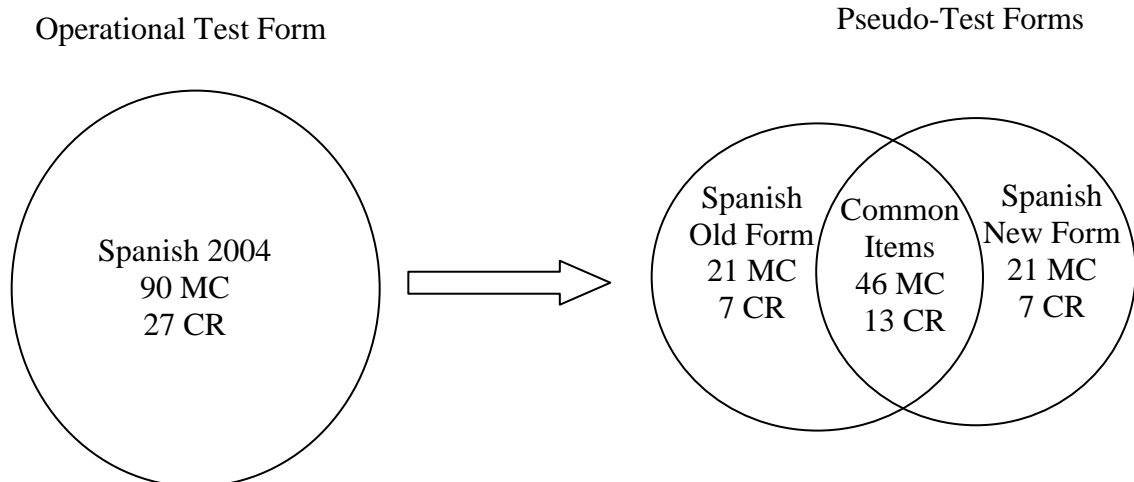 Operational Test Form
Pseudo-Test Forms
Spanish 2004
90 MC
27 CR
Spanish
Old Form
21 MC
7 CR
Common
Items
46 MC
13 CR
Spanish
New Form
21 MC
7 CR